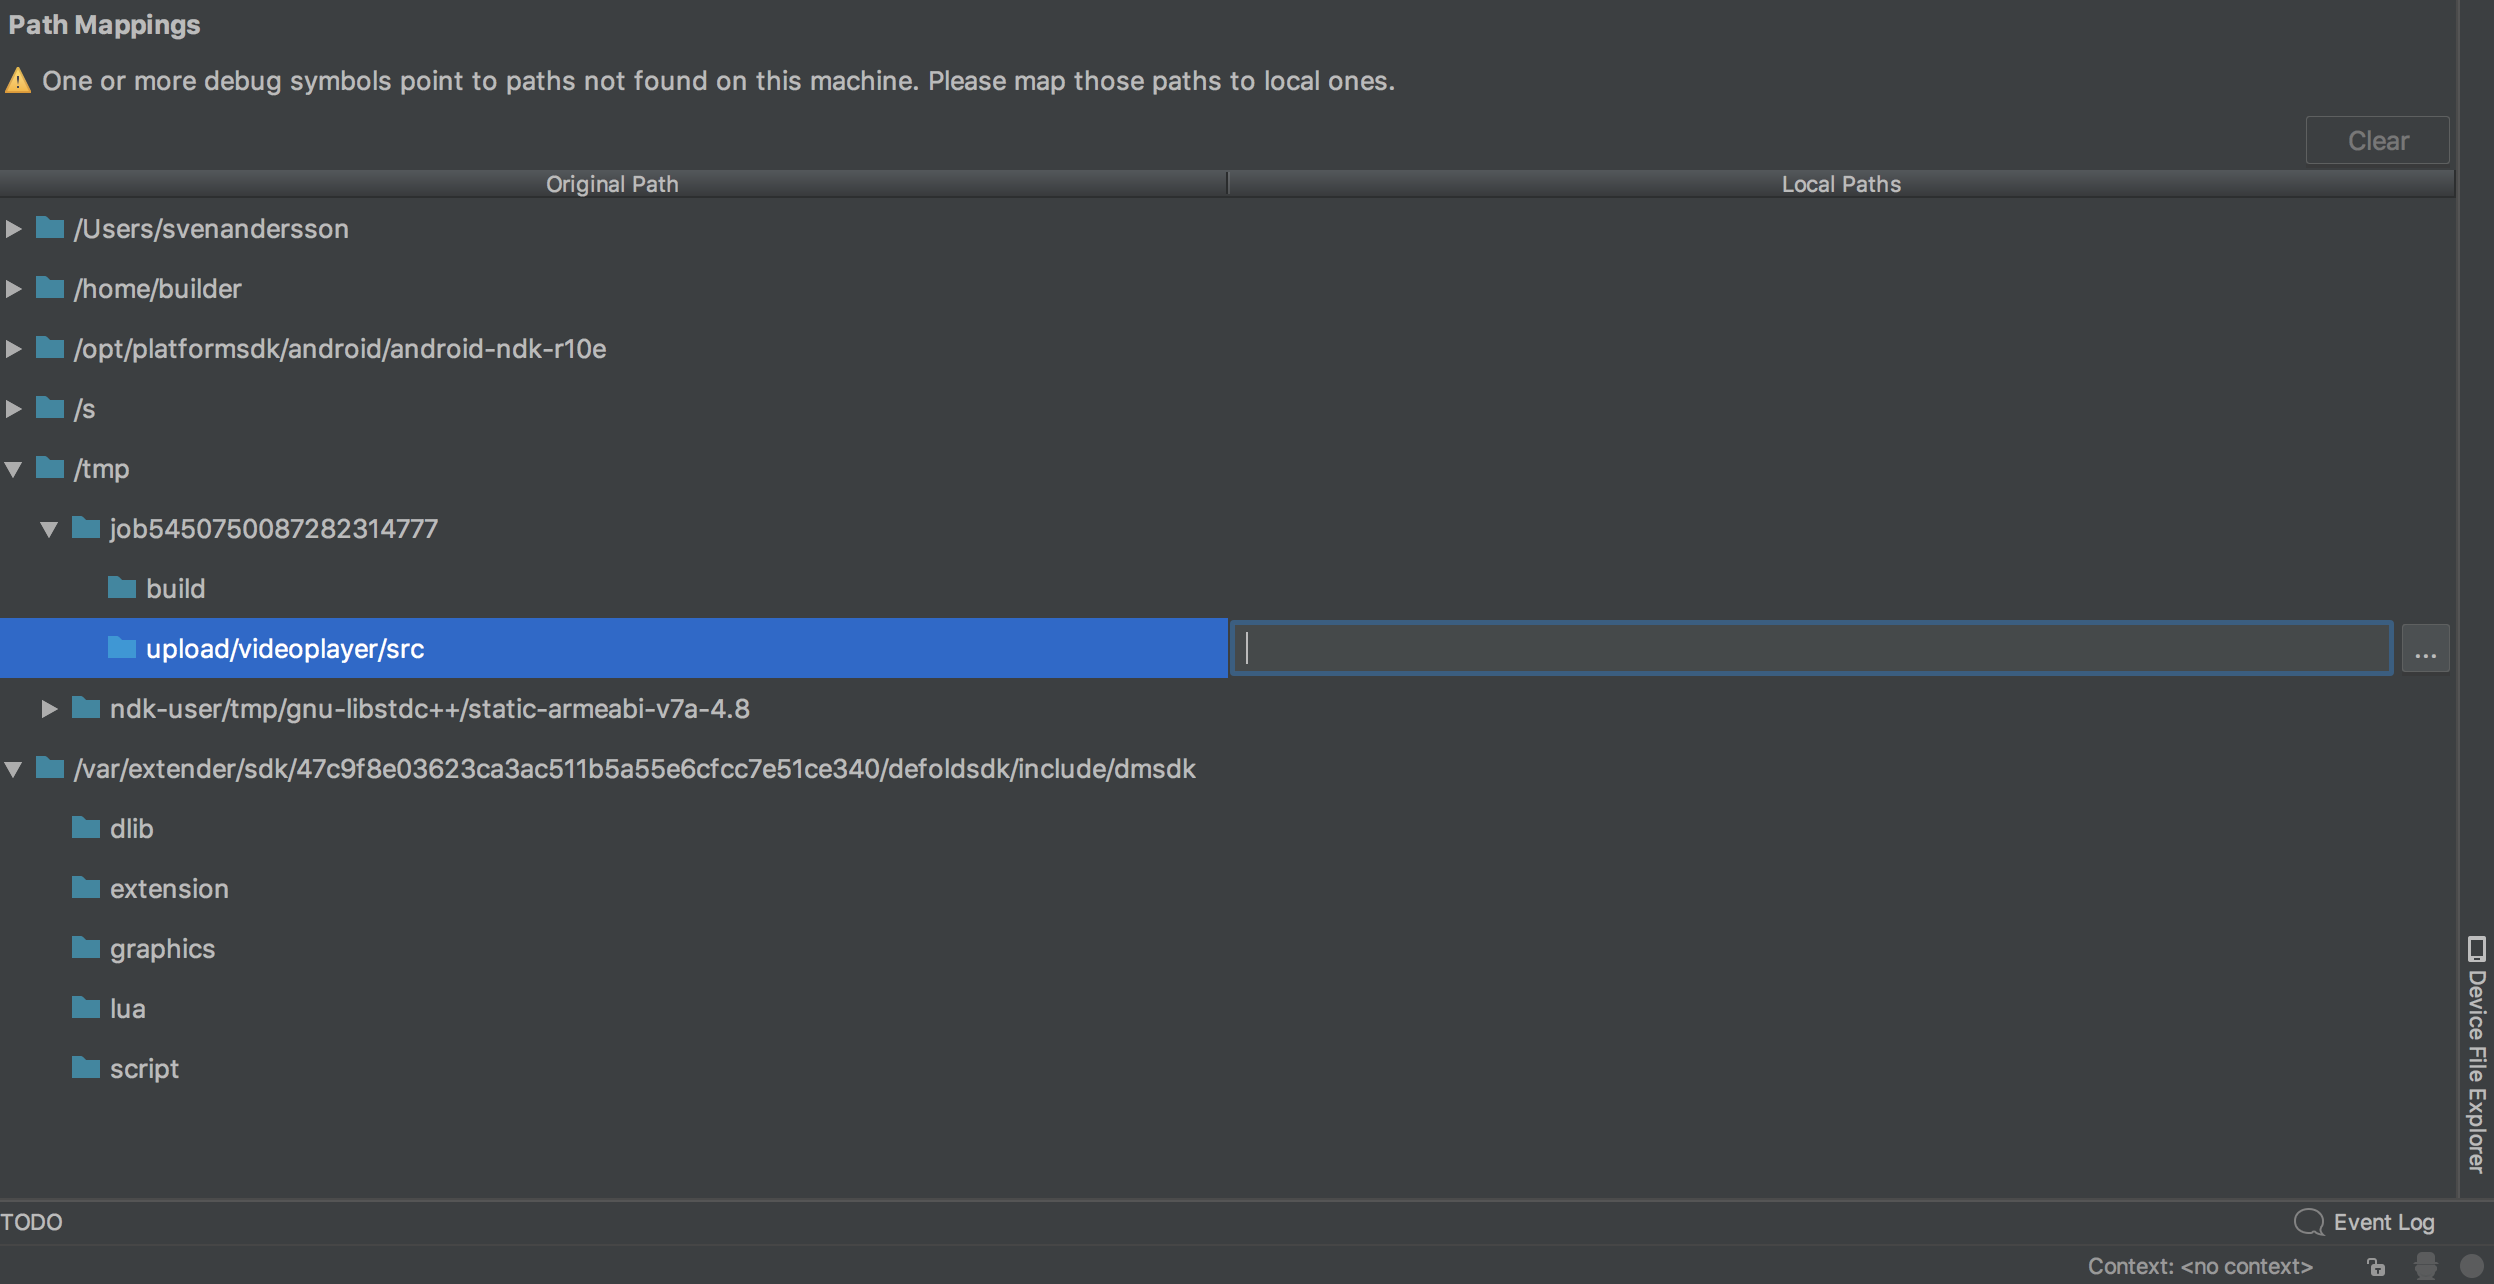 Path Mappings
One or more debug symbols point to paths not found on this machine. Please map those paths to local ones.
Clear
Original Path
Local Paths
/Users/svenandersson
/home/builder
/opt/platformsdk/android/android-ndk-r10e
/s
/tmp
job5450750087282314777
build
upload/videoplayer/src
...
ndk-user/tmp/gnu-libstdc++/static-armeabi-v7a-4.8
/var/extender/sdk/47c9f8e03623ca3ac511b5a55e6cfcc7e51ce340/defoldsdk/include/dmsdk
dlib
extension
graphics
lua
script
Device File Explorer
TODO
Event Log
Context: <no context>